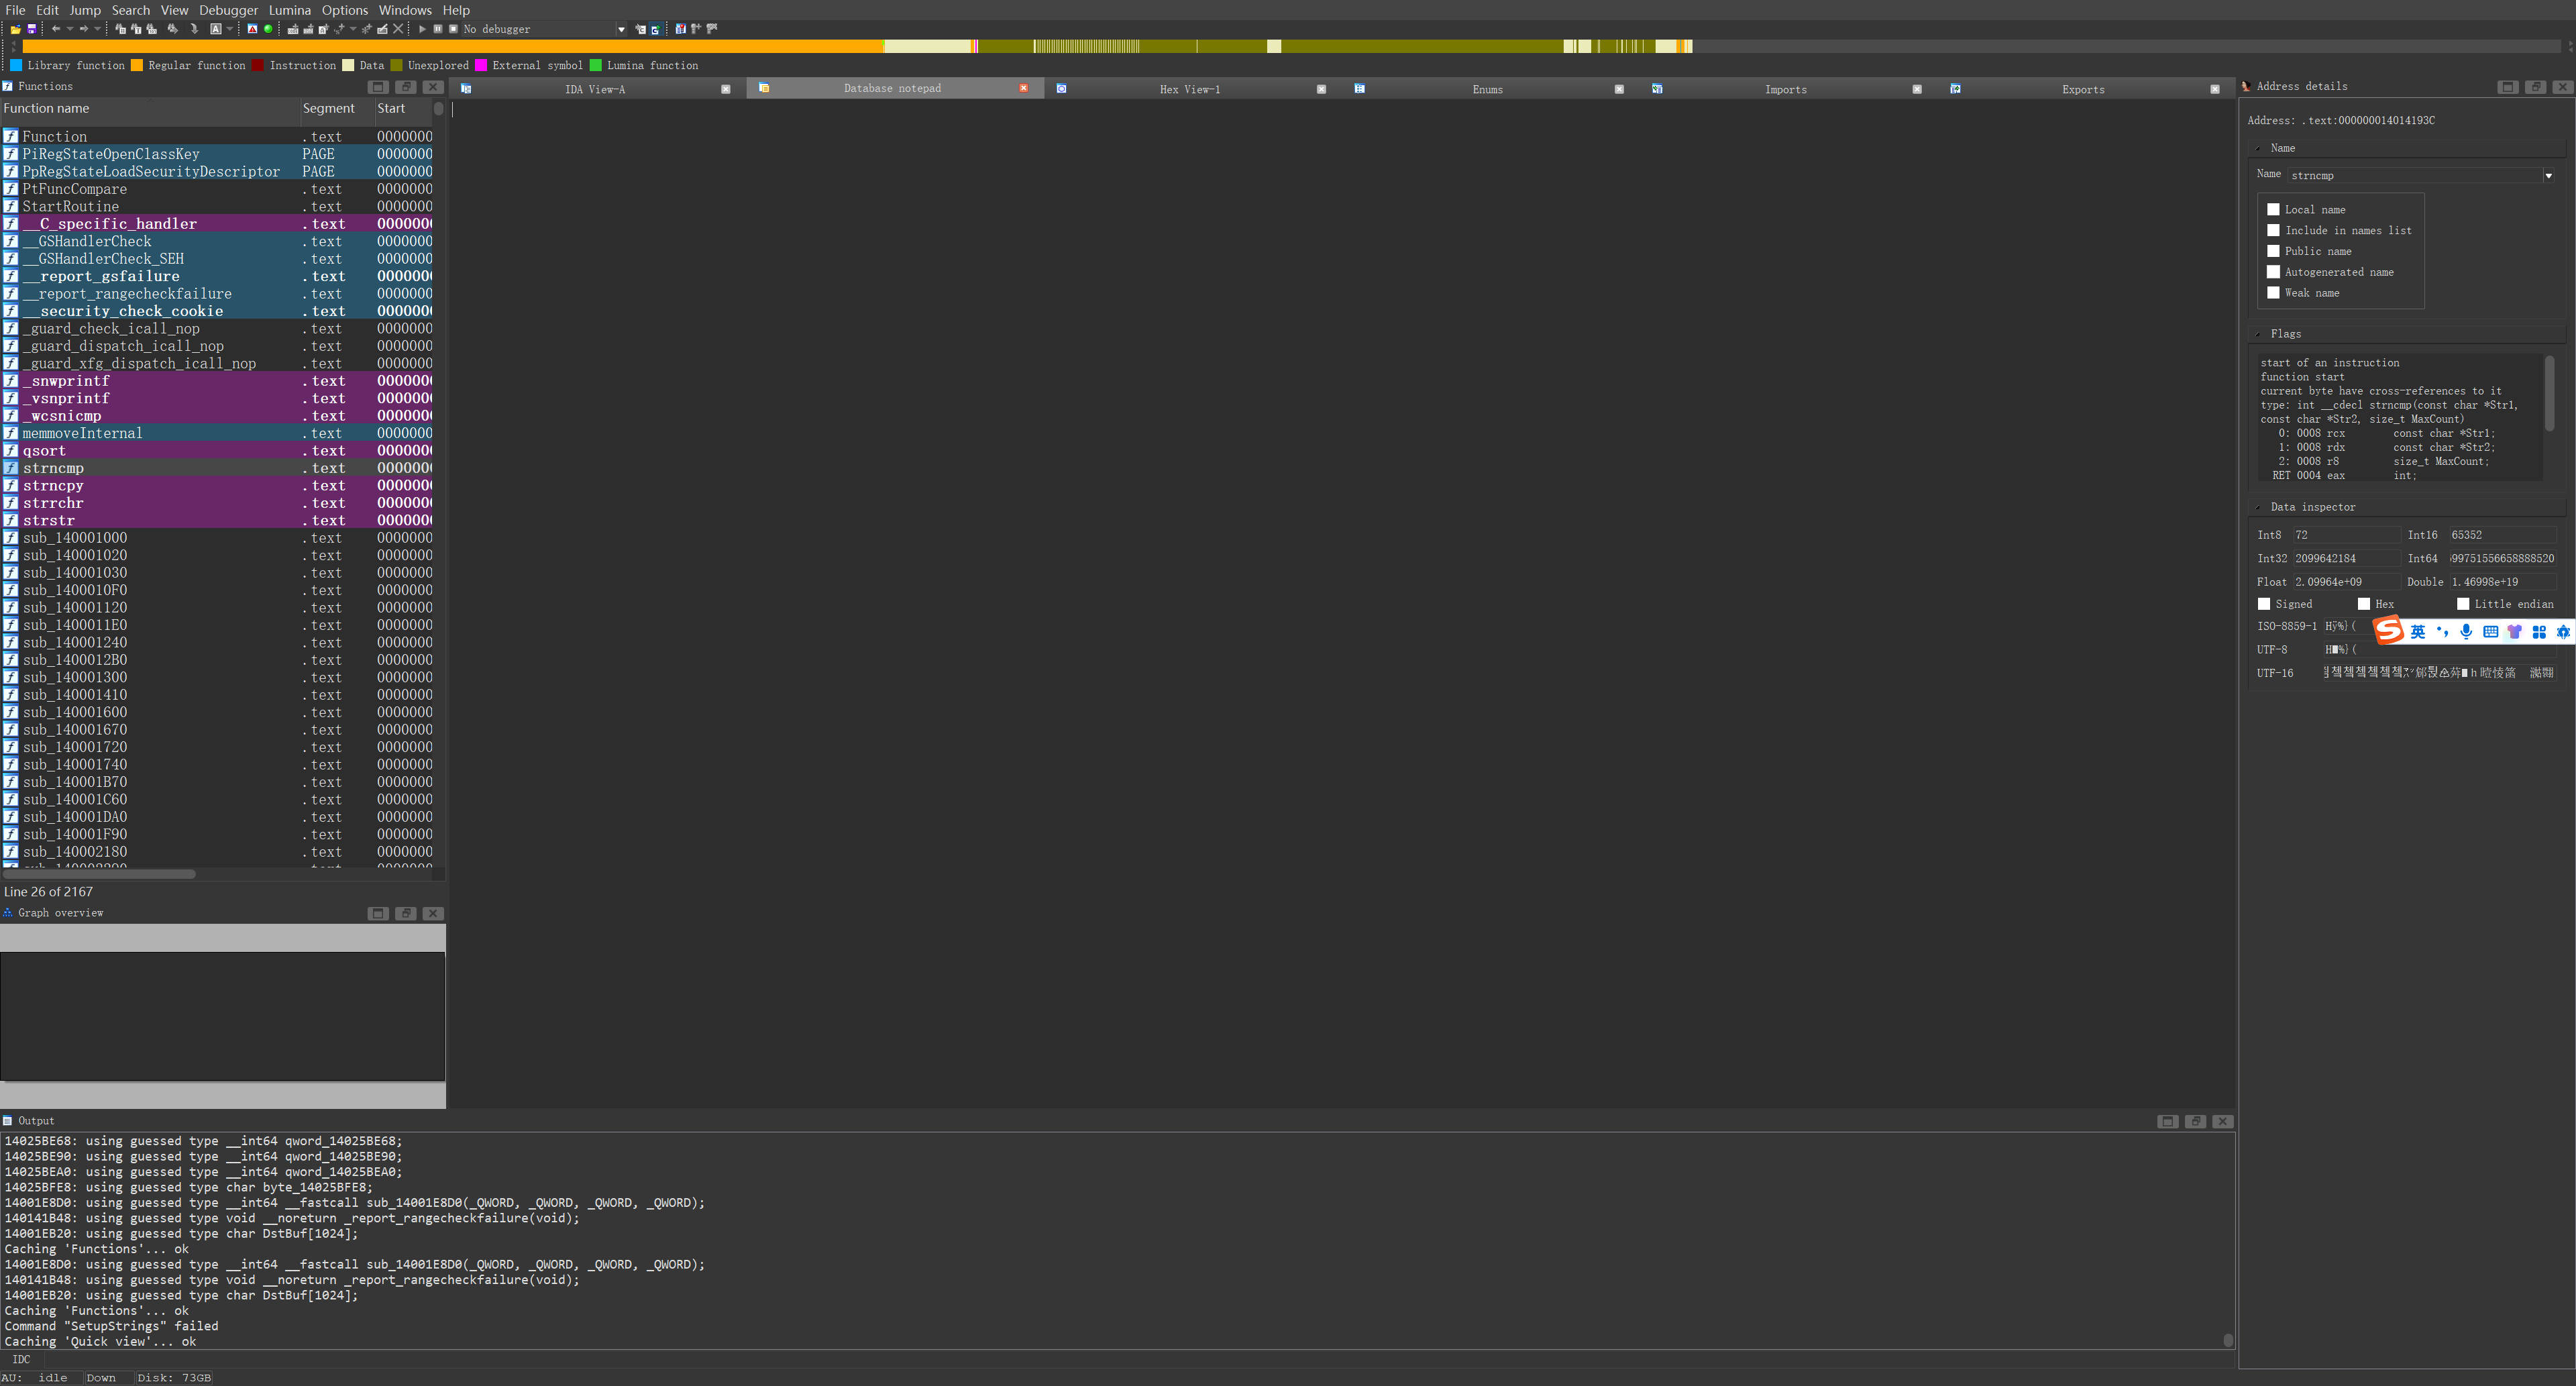 File Edit Jump Search View Debugger Lumina Options Windows Help
No debugger
Library function Regular function Instruction Data Unexplored External symbol Lumina function
Functions
Function name Segment Start
Function .text 0000000
PiRegStateOpenClassKey PAGE 0000000
PpRegStateLoadSecurityDescriptor PAGE 0000000
PtFuncCompare .text 0000000
StartRoutine .text 0000000
__C_specific_handler .text 0000000
__GSHandlerCheck .text 0000000
__GSHandlerCheck_SEH .text 0000000
__report_gsfailure .text 0000000
__report_rangecheckfailure .text 0000000
__security_check_cookie .text 0000000
_guard_check_icall_nop .text 0000000
_guard_dispatch_icall_nop .text 0000000
_guard_xfg_dispatch_icall_nop .text 0000000
_snwprintf .text 0000000
_vsnprintf .text 0000000
_wcsnicmp .text 0000000
memmoveInternal .text 0000000
qsort .text 0000000
strncmp .text 0000000
strncpy .text 0000000
strrchr .text 0000000
strstr .text 0000000
sub_140001000 .text 0000000
sub_140001020 .text 0000000
sub_140001030 .text 0000000
sub_1400010F0 .text 0000000
sub_140001120 .text 0000000
sub_1400011E0 .text 0000000
sub_140001240 .text 0000000
sub_1400012B0 .text 0000000
sub_140001300 .text 0000000
sub_140001410 .text 0000000
sub_140001600 .text 0000000
sub_140001670 .text 0000000
sub_140001720 .text 0000000
sub_140001740 .text 0000000
sub_140001B70 .text 0000000
sub_140001C60 .text 0000000
sub_140001DA0 .text 0000000
sub_140001F90 .text 0000000
sub_140002180 .text 0000000
Line 26 of 2167
Graph overview
IDA View-A Database notepad Hex View-1 Enums Imports Exports
Address details
Address: .text:000000014014193C
Name
Name strncmp
Local name
Include in names list
Public name
Autogenerated name
Weak name
Flags
start of an instruction
function start
current byte have cross-references to it
type: int __cdecl strncmp(const char *Str1,
const char *Str2, size_t MaxCount)
0: 0008 rcx const char *Str1;
1: 0008 rdx const char *Str2;
2: 0008 r8 size_t MaxCount;
RET 0004 eax int;
Data inspector
Int8 72 Int16 65352
Int32 2099642184 Int64 99751556658888520
Float 2.09964e+09 Double 1.46998e+19
Signed Hex Little endian
ISO-8859-1 Hÿ%}(
英
UTF-8 H%}(
UTF-16
Output
14025BE68: using guessed type __int64 qword_14025BE68;
14025BE90: using guessed type __int64 qword_14025BE90;
14025BEA0: using guessed type __int64 qword_14025BEA0;
14025BFE8: using guessed type char byte_14025BFE8;
14001E8D0: using guessed type __int64 __fastcall sub_14001E8D0(_QWORD, _QWORD, _QWORD, _QWORD);
140141B48: using guessed type void __noreturn _report_rangecheckfailure(void);
14001EB20: using guessed type char DstBuf[1024];
Caching 'Functions'... ok
14001E8D0: using guessed type __int64 __fastcall sub_14001E8D0(_QWORD, _QWORD, _QWORD, _QWORD);
140141B48: using guessed type void __noreturn _report_rangecheckfailure(void);
14001EB20: using guessed type char DstBuf[1024];
Caching 'Functions'... ok
Command "SetupStrings" failed
Caching 'Quick view'... ok
IDC
AU: idle Down Disk: 73GB